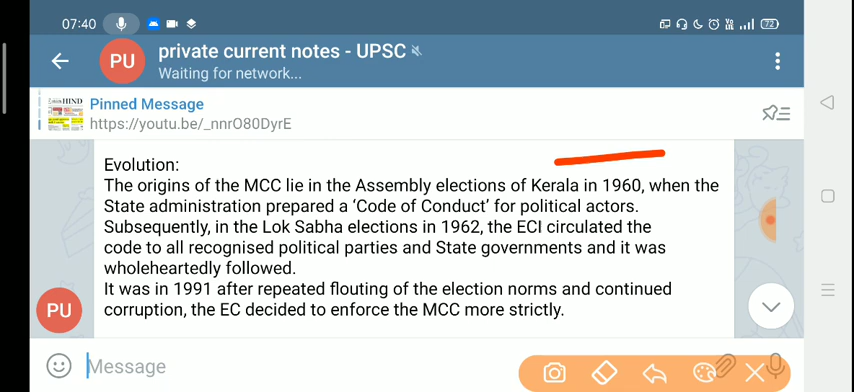 07:40
72
PU
private current notes - UPSC
Waiting for network...
HIND
Pinned Message
https://youtu.be/_nnrO80DyrE
Evolution:
The origins of the MCC lie in the Assembly elections of Kerala in 1960, when the
State administration prepared a ‘Code of Conduct’ for political actors.
Subsequently, in the Lok Sabha elections in 1962, the ECI circulated the
code to all recognised political parties and State governments and it was
wholeheartedly followed.
It was in 1991 after repeated flouting of the election norms and continued
corruption, the EC decided to enforce the MCC more strictly.
PU
Message